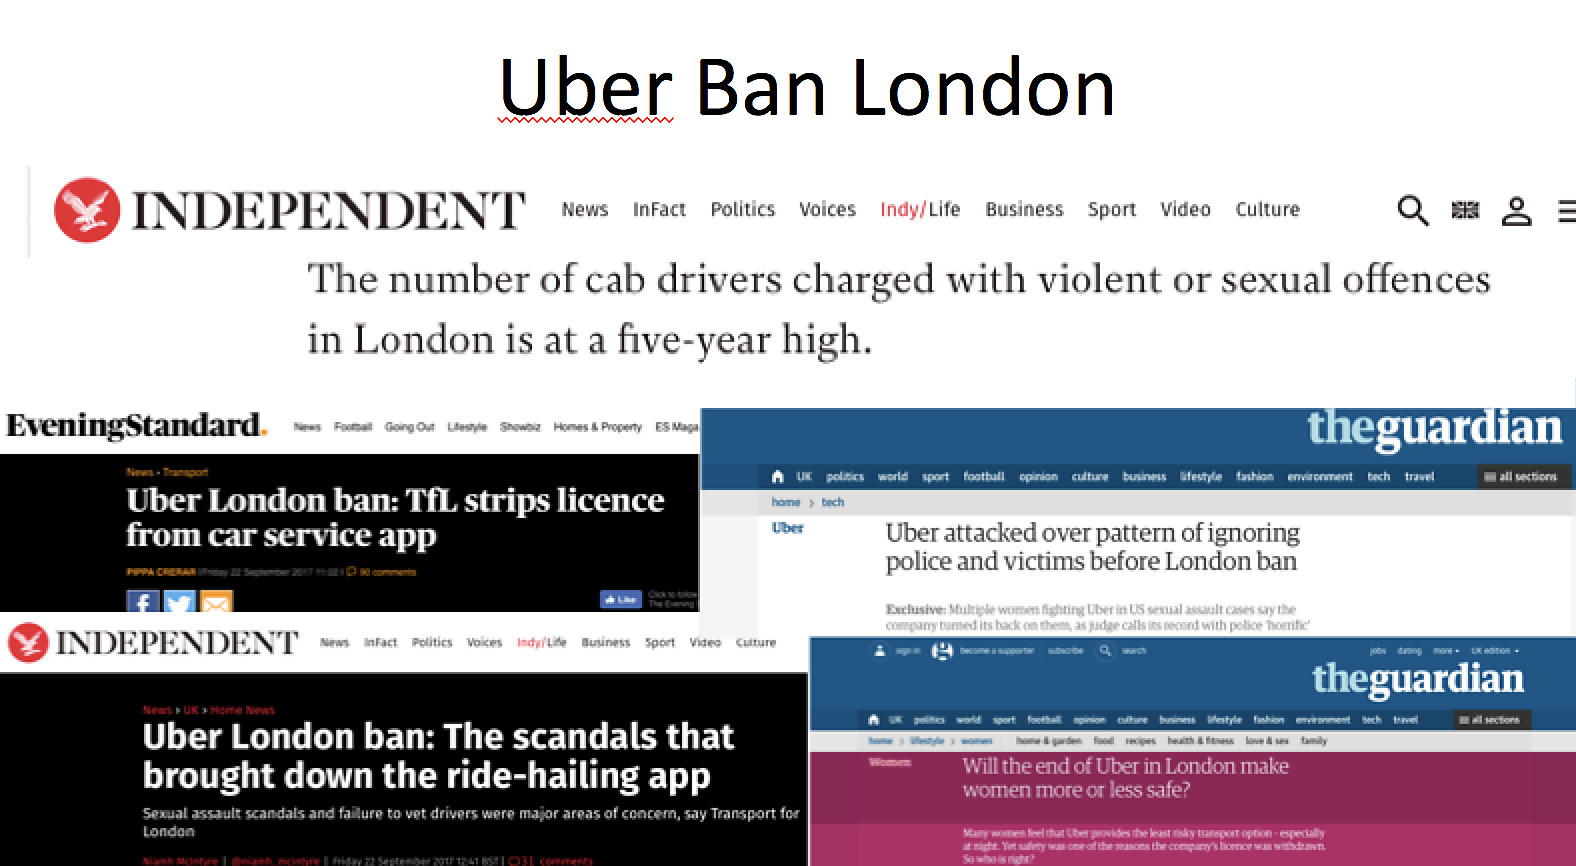 Uber Ban London
INDEPENDENT News InFact Politics Voices Indy/Life Business Sport Video Culture
The number of cab drivers charged with violent or sexual offences
in London is at a five-year high.
EveningStandard. News Football Going Out Lifestyle Showbiz Homes & Property ES Maga
News › Transport
Uber London ban: TfL strips licence
from car service app
PIPPA CRERAR Friday 22 September 2017 90 comments
Like Click to follow
The Evening
theguardian
UK politics world sport football opinion culture business lifestyle fashion environment tech travel all sections
home › tech
Uber
Uber attacked over pattern of ignoring
police and victims before London ban
Exclusive: Multiple women fighting Uber in US sexual assault cases say the
company turned its back on them, as judge calls its record with police 'horrific'
INDEPENDENT News InFact Politics Voices Indy/Life Business Sport Video Culture
News › UK › Home News
Uber London ban: The scandals that
brought down the ride-hailing app
Sexual assault scandals and failure to vet drivers were major areas of concern, say Transport for
London
Niamh McIntyre | @niamh_mcintyre | Friday 22 September 2017 12:41 BST | 31 comments
sign in become a supporter subscribe search jobs dating more UK edition
theguardian
UK politics world sport football opinion culture business lifestyle fashion environment tech travel all sections
home › lifestyle › women home & garden food recipes health & fitness love & sex family
Women
Will the end of Uber in London make
women more or less safe?
Many women feel that Uber provides the least risky transport option - especially
at night. Yet safety was one of the reasons the company's licence was withdrawn.
So who is right?